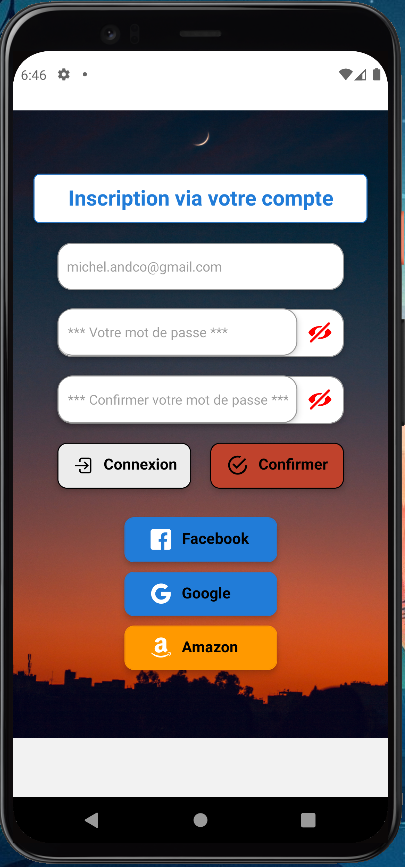 6:46
Inscription via votre compte
michel.andco@gmail.com
*** Votre mot de passe ***
*** Confirmer votre mot de passe ***
Connexion
Confirmer
Facebook
Google
Amazon